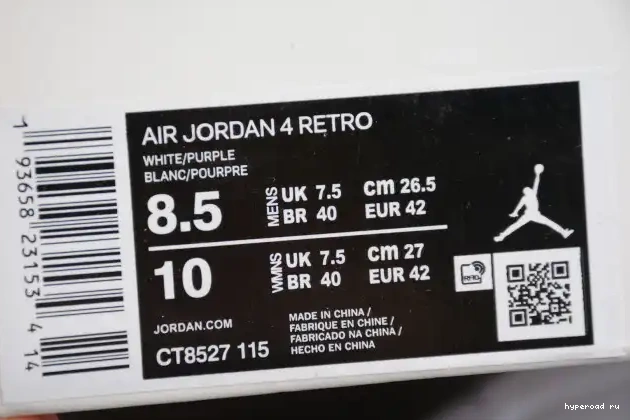 1 93658 23153 4 14
AIR JORDAN 4 RETRO
WHITE/PURPLE
BLANC/POURPRE
8.5
MENS
UK 7.5 cm 26.5
BR 40 EUR 42
10
WMNS
UK 7.5 cm 27
BR 40 EUR 42
RFID
JORDAN.COM
CT8527 115
MADE IN CHINA /
FABRIQUE EN CHINE /
FABRICADO NA CHINA /
HECHO EN CHINA
hyperoad ru